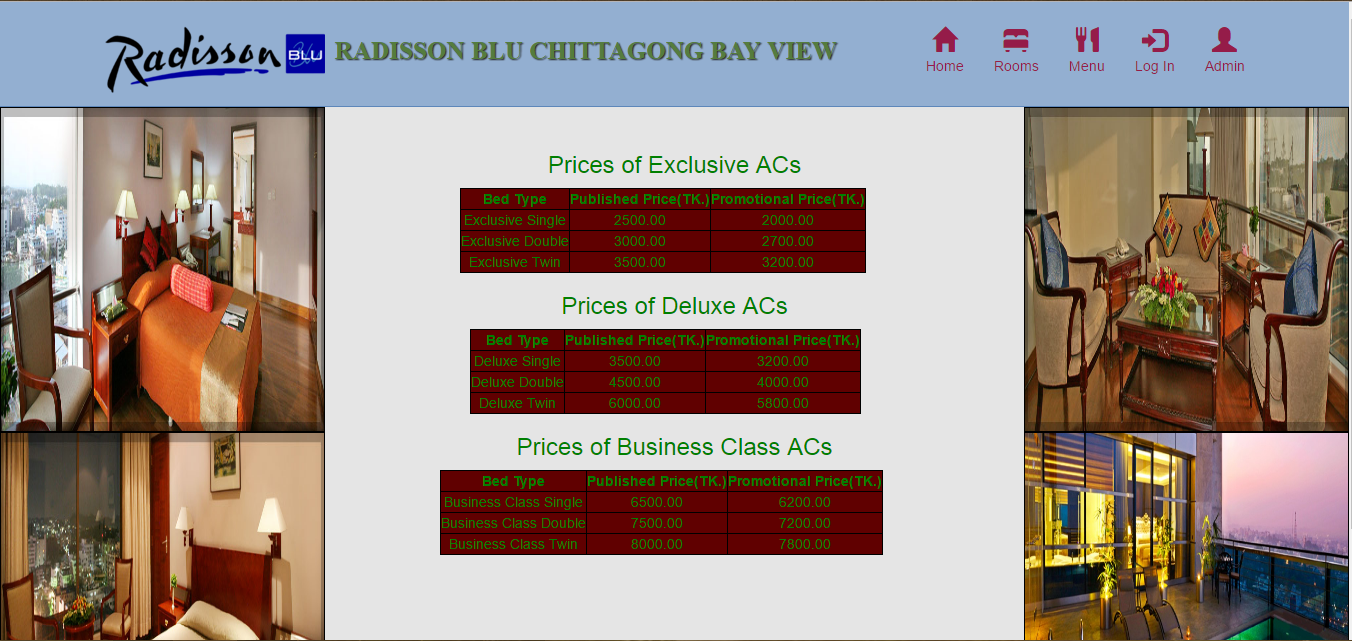 Radisson BLU RADISSON BLU CHITTAGONG BAY VIEW
Home Rooms Menu Log In Admin
Prices of Exclusive ACs
Bed Type Published Price(TK.) Promotional Price(TK.)
Exclusive Single 2500.00 2000.00
Exclusive Double 3000.00 2700.00
Exclusive Twin 3500.00 3200.00
Prices of Deluxe ACs
Bed Type Published Price(TK.) Promotional Price(TK.)
Deluxe Single 3500.00 3200.00
Deluxe Double 4500.00 4000.00
Deluxe Twin 6000.00 5800.00
Prices of Business Class ACs
Bed Type Published Price(TK.) Promotional Price(TK.)
Business Class Single 6500.00 6200.00
Business Class Double 7500.00 7200.00
Business Class Twin 8000.00 7800.00